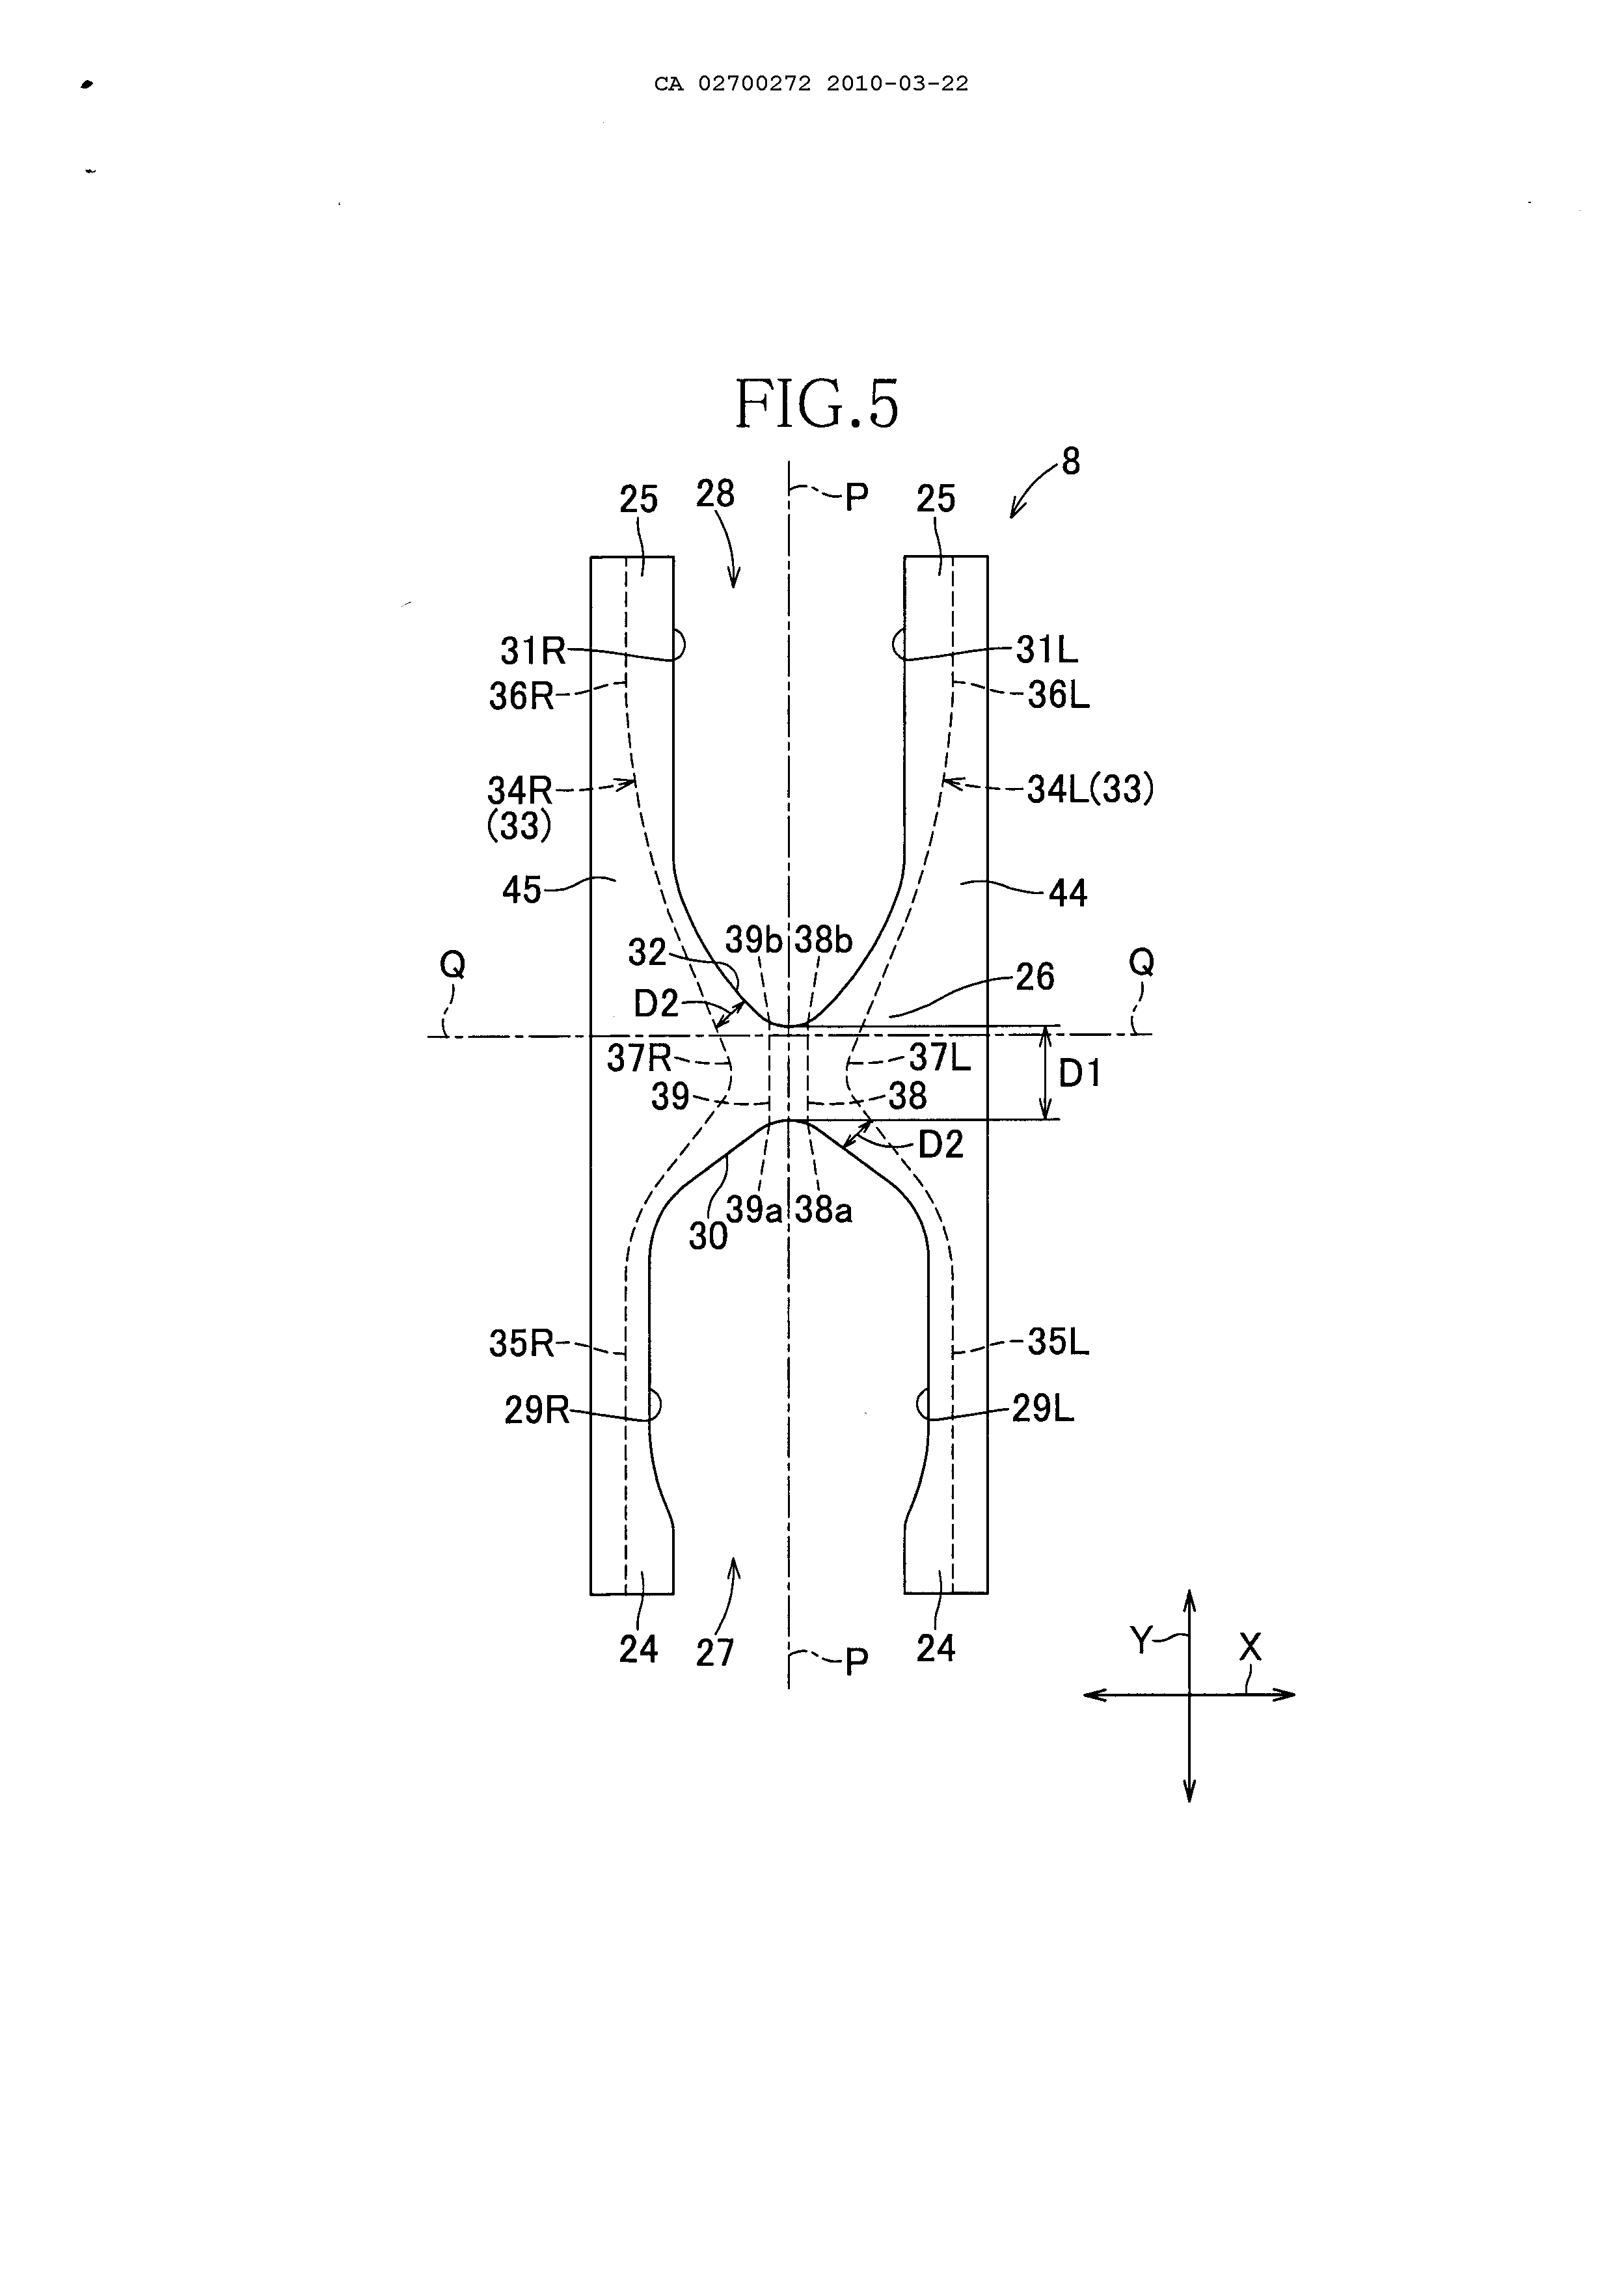 CA 02700272 2010-03-22
FIG.5
8
25 28 P 25
31R 31L
36R 36L
34R 34L(33)
(33)
45 44
39b 38b
32
Q 26 Q
D2
37R 37L D1
39 38
D2
39a 38a
30
35R 35L
29R 29L
24 27 P 24
Y X